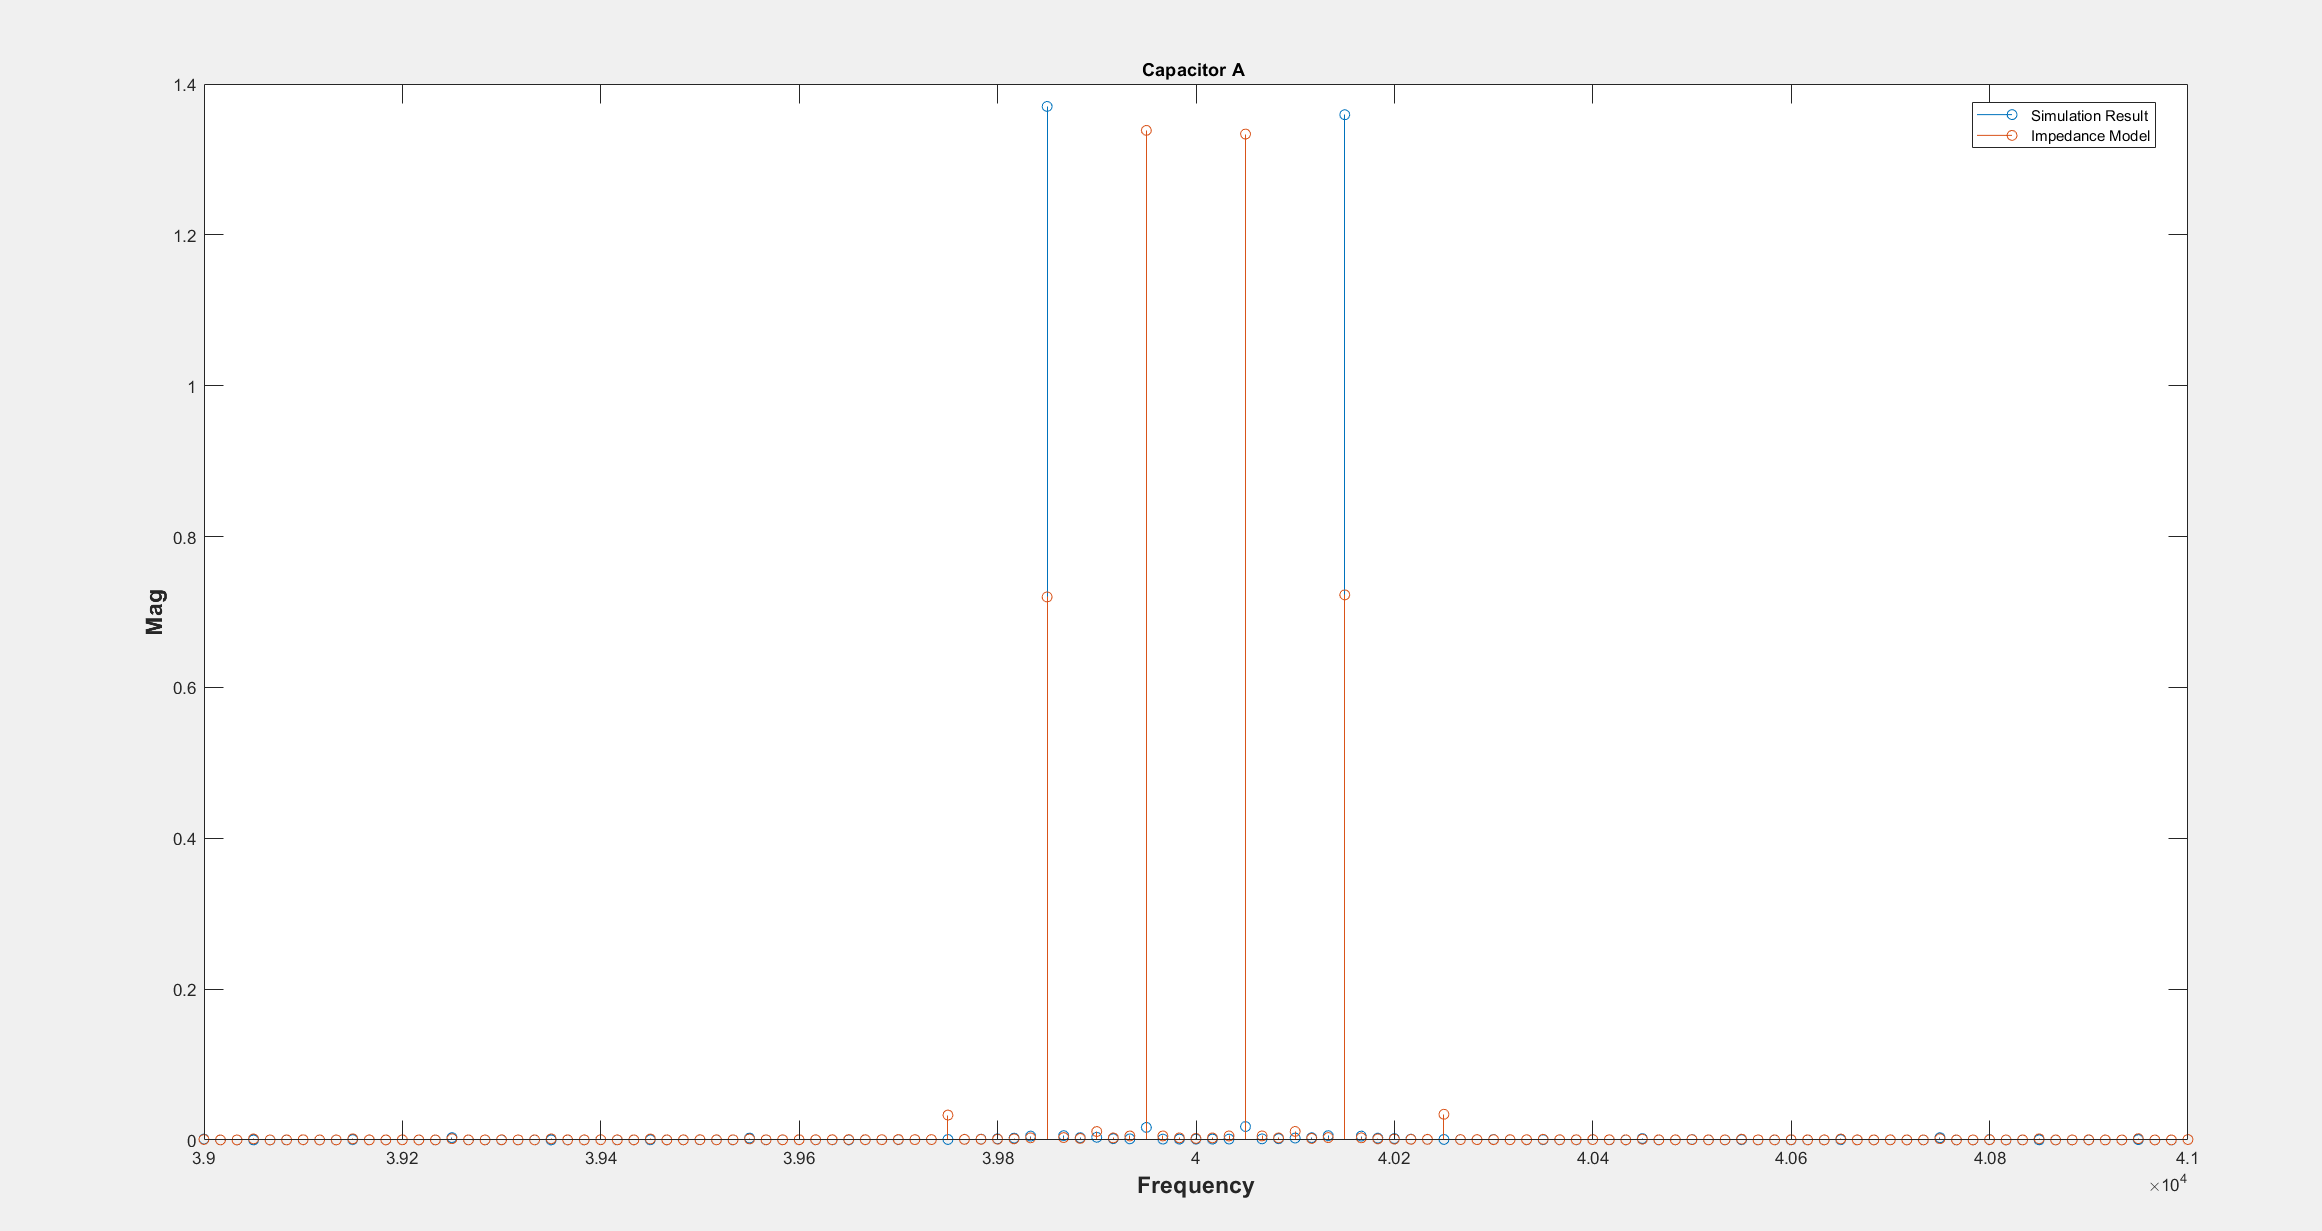 Capacitor A
1.4
1.2
1
0.8
0.6
0.4
0.2
0
Mag
Simulation Result
Impedance Model
3.9 3.92 3.94 3.96 3.98 4 4.02 4.04 4.06 4.08 4.1
×10⁴
Frequency